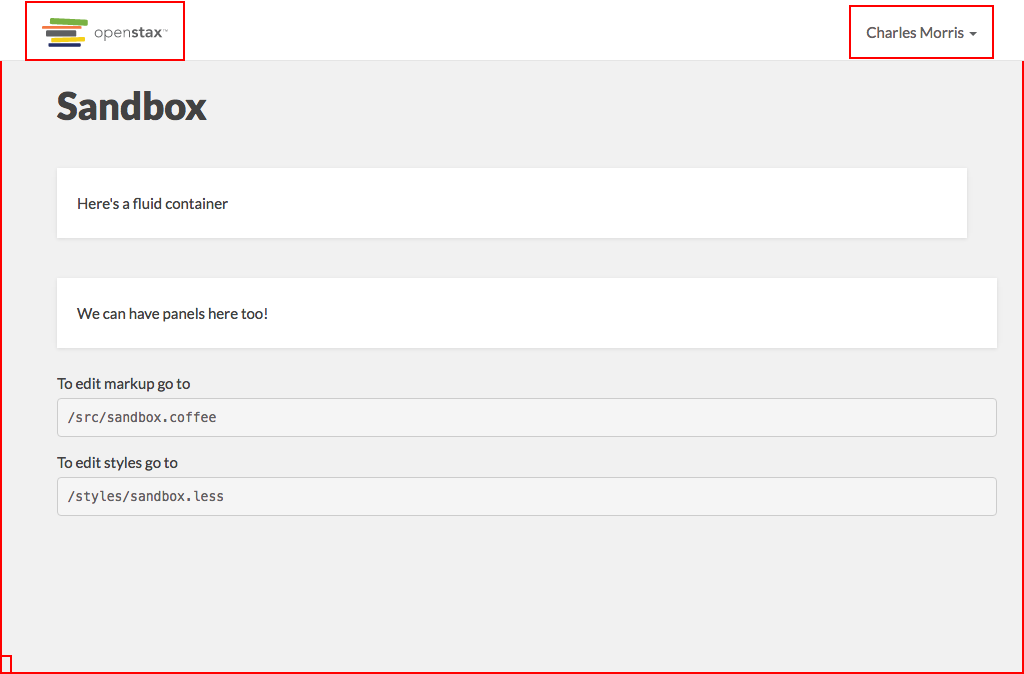 openstax™
Charles Morris
Sandbox
Here's a fluid container
We can have panels here too!
To edit markup go to
/src/sandbox.coffee
To edit styles go to
/styles/sandbox.less